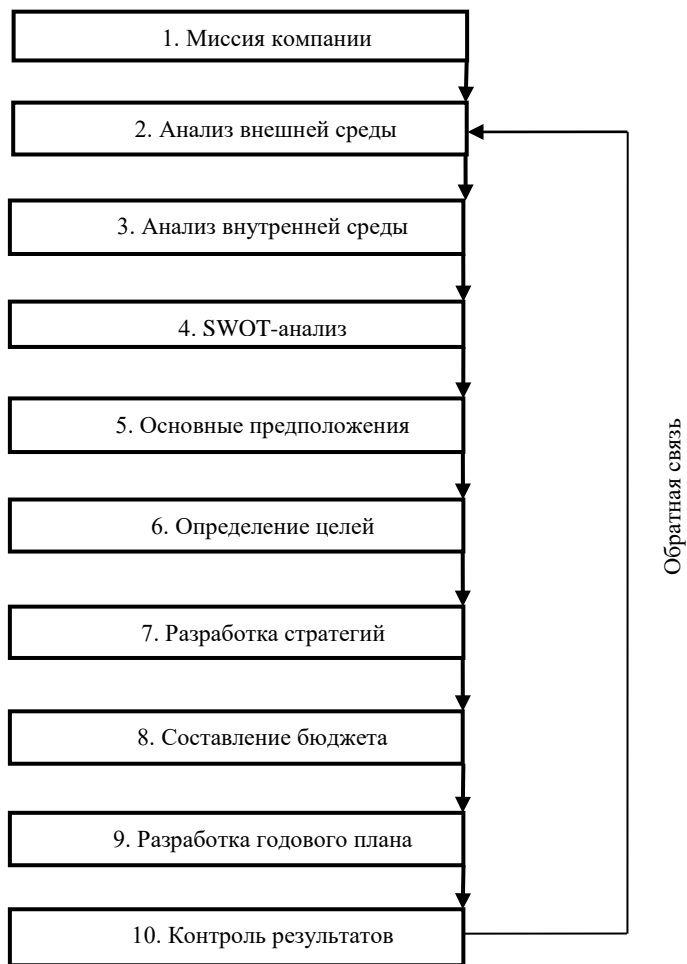 1. Миссия компании
2. Анализ внешней среды
3. Анализ внутренней среды
4. SWOT-анализ
5. Основные предположения
6. Определение целей
7. Разработка стратегий
8. Составление бюджета
9. Разработка годового плана
10. Контроль результатов
Обратная связь